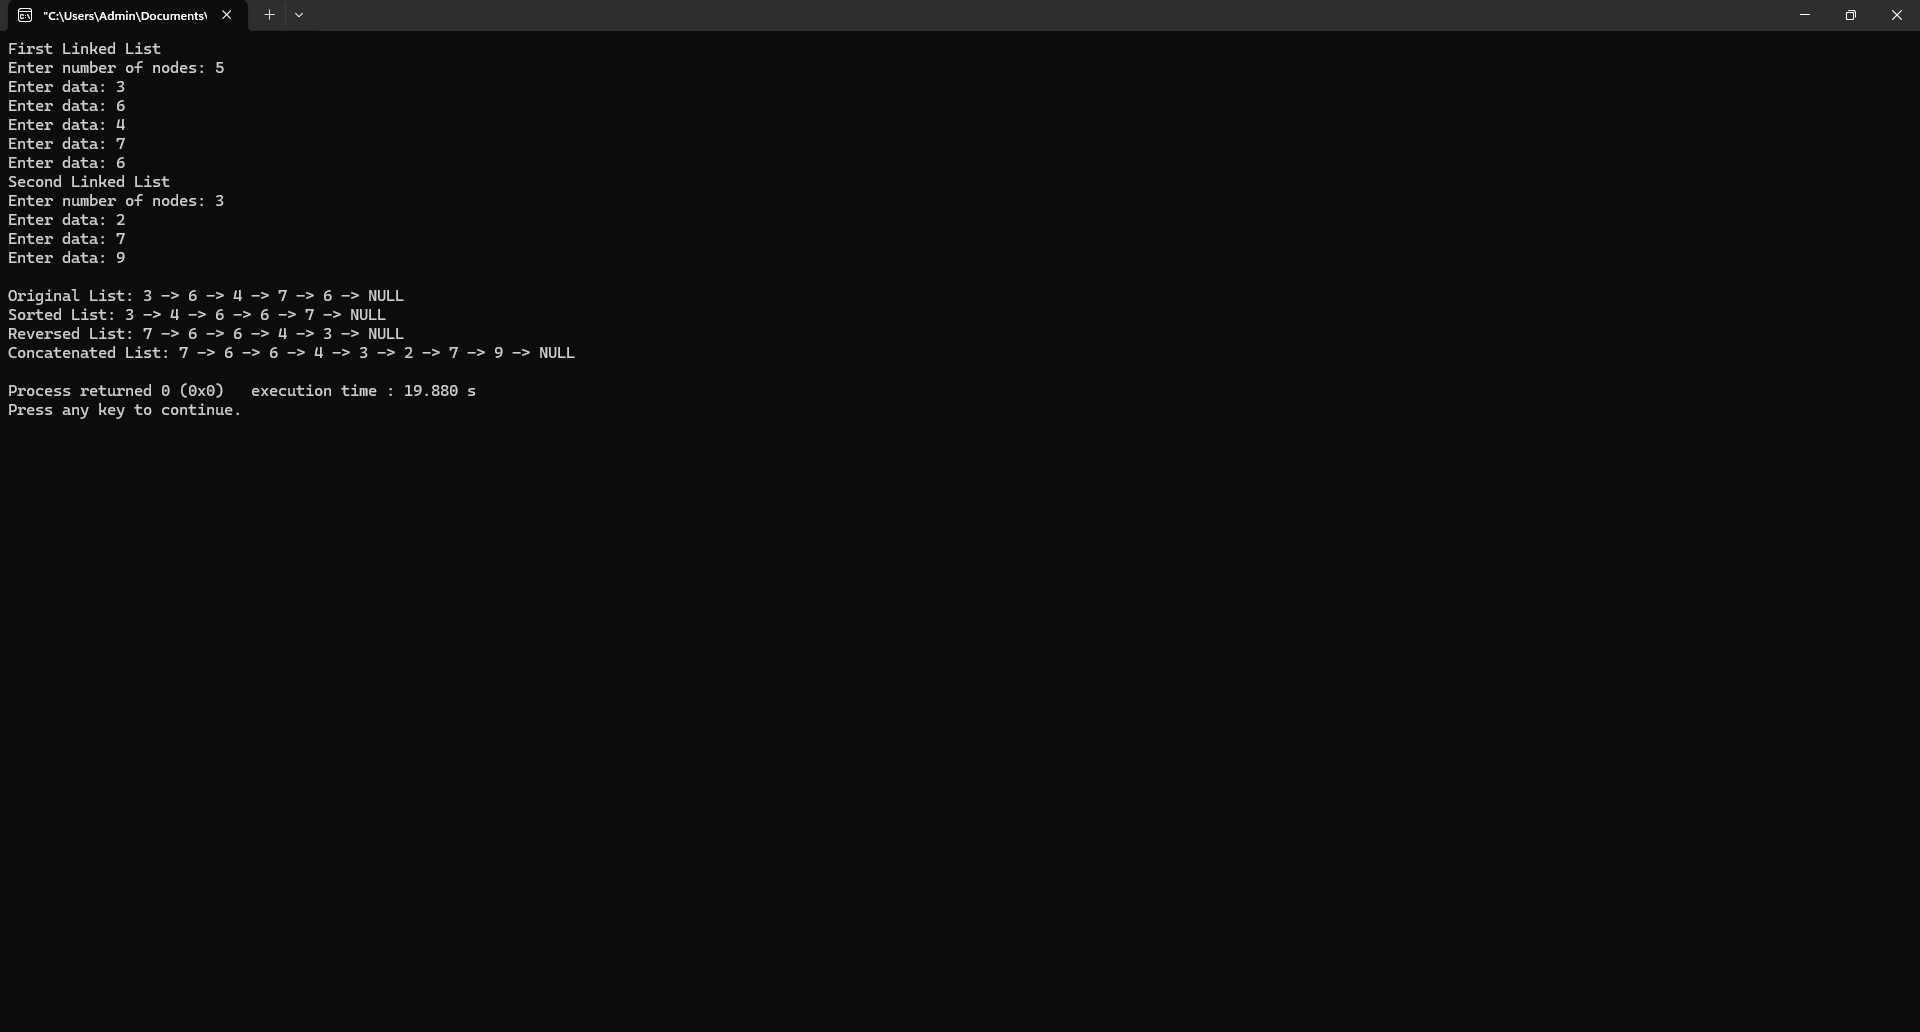 "C:\Users\Admin\Documents\
First Linked List
Enter number of nodes: 5
Enter data: 3
Enter data: 6
Enter data: 4
Enter data: 7
Enter data: 6
Second Linked List
Enter number of nodes: 3
Enter data: 2
Enter data: 7
Enter data: 9
Original List: 3 -> 6 -> 4 -> 7 -> 6 -> NULL
Sorted List: 3 -> 4 -> 6 -> 6 -> 7 -> NULL
Reversed List: 7 -> 6 -> 6 -> 4 -> 3 -> NULL
Concatenated List: 7 -> 6 -> 6 -> 4 -> 3 -> 2 -> 7 -> 9 -> NULL
Process returned 0 (0x0)   execution time : 19.880 s
Press any key to continue.